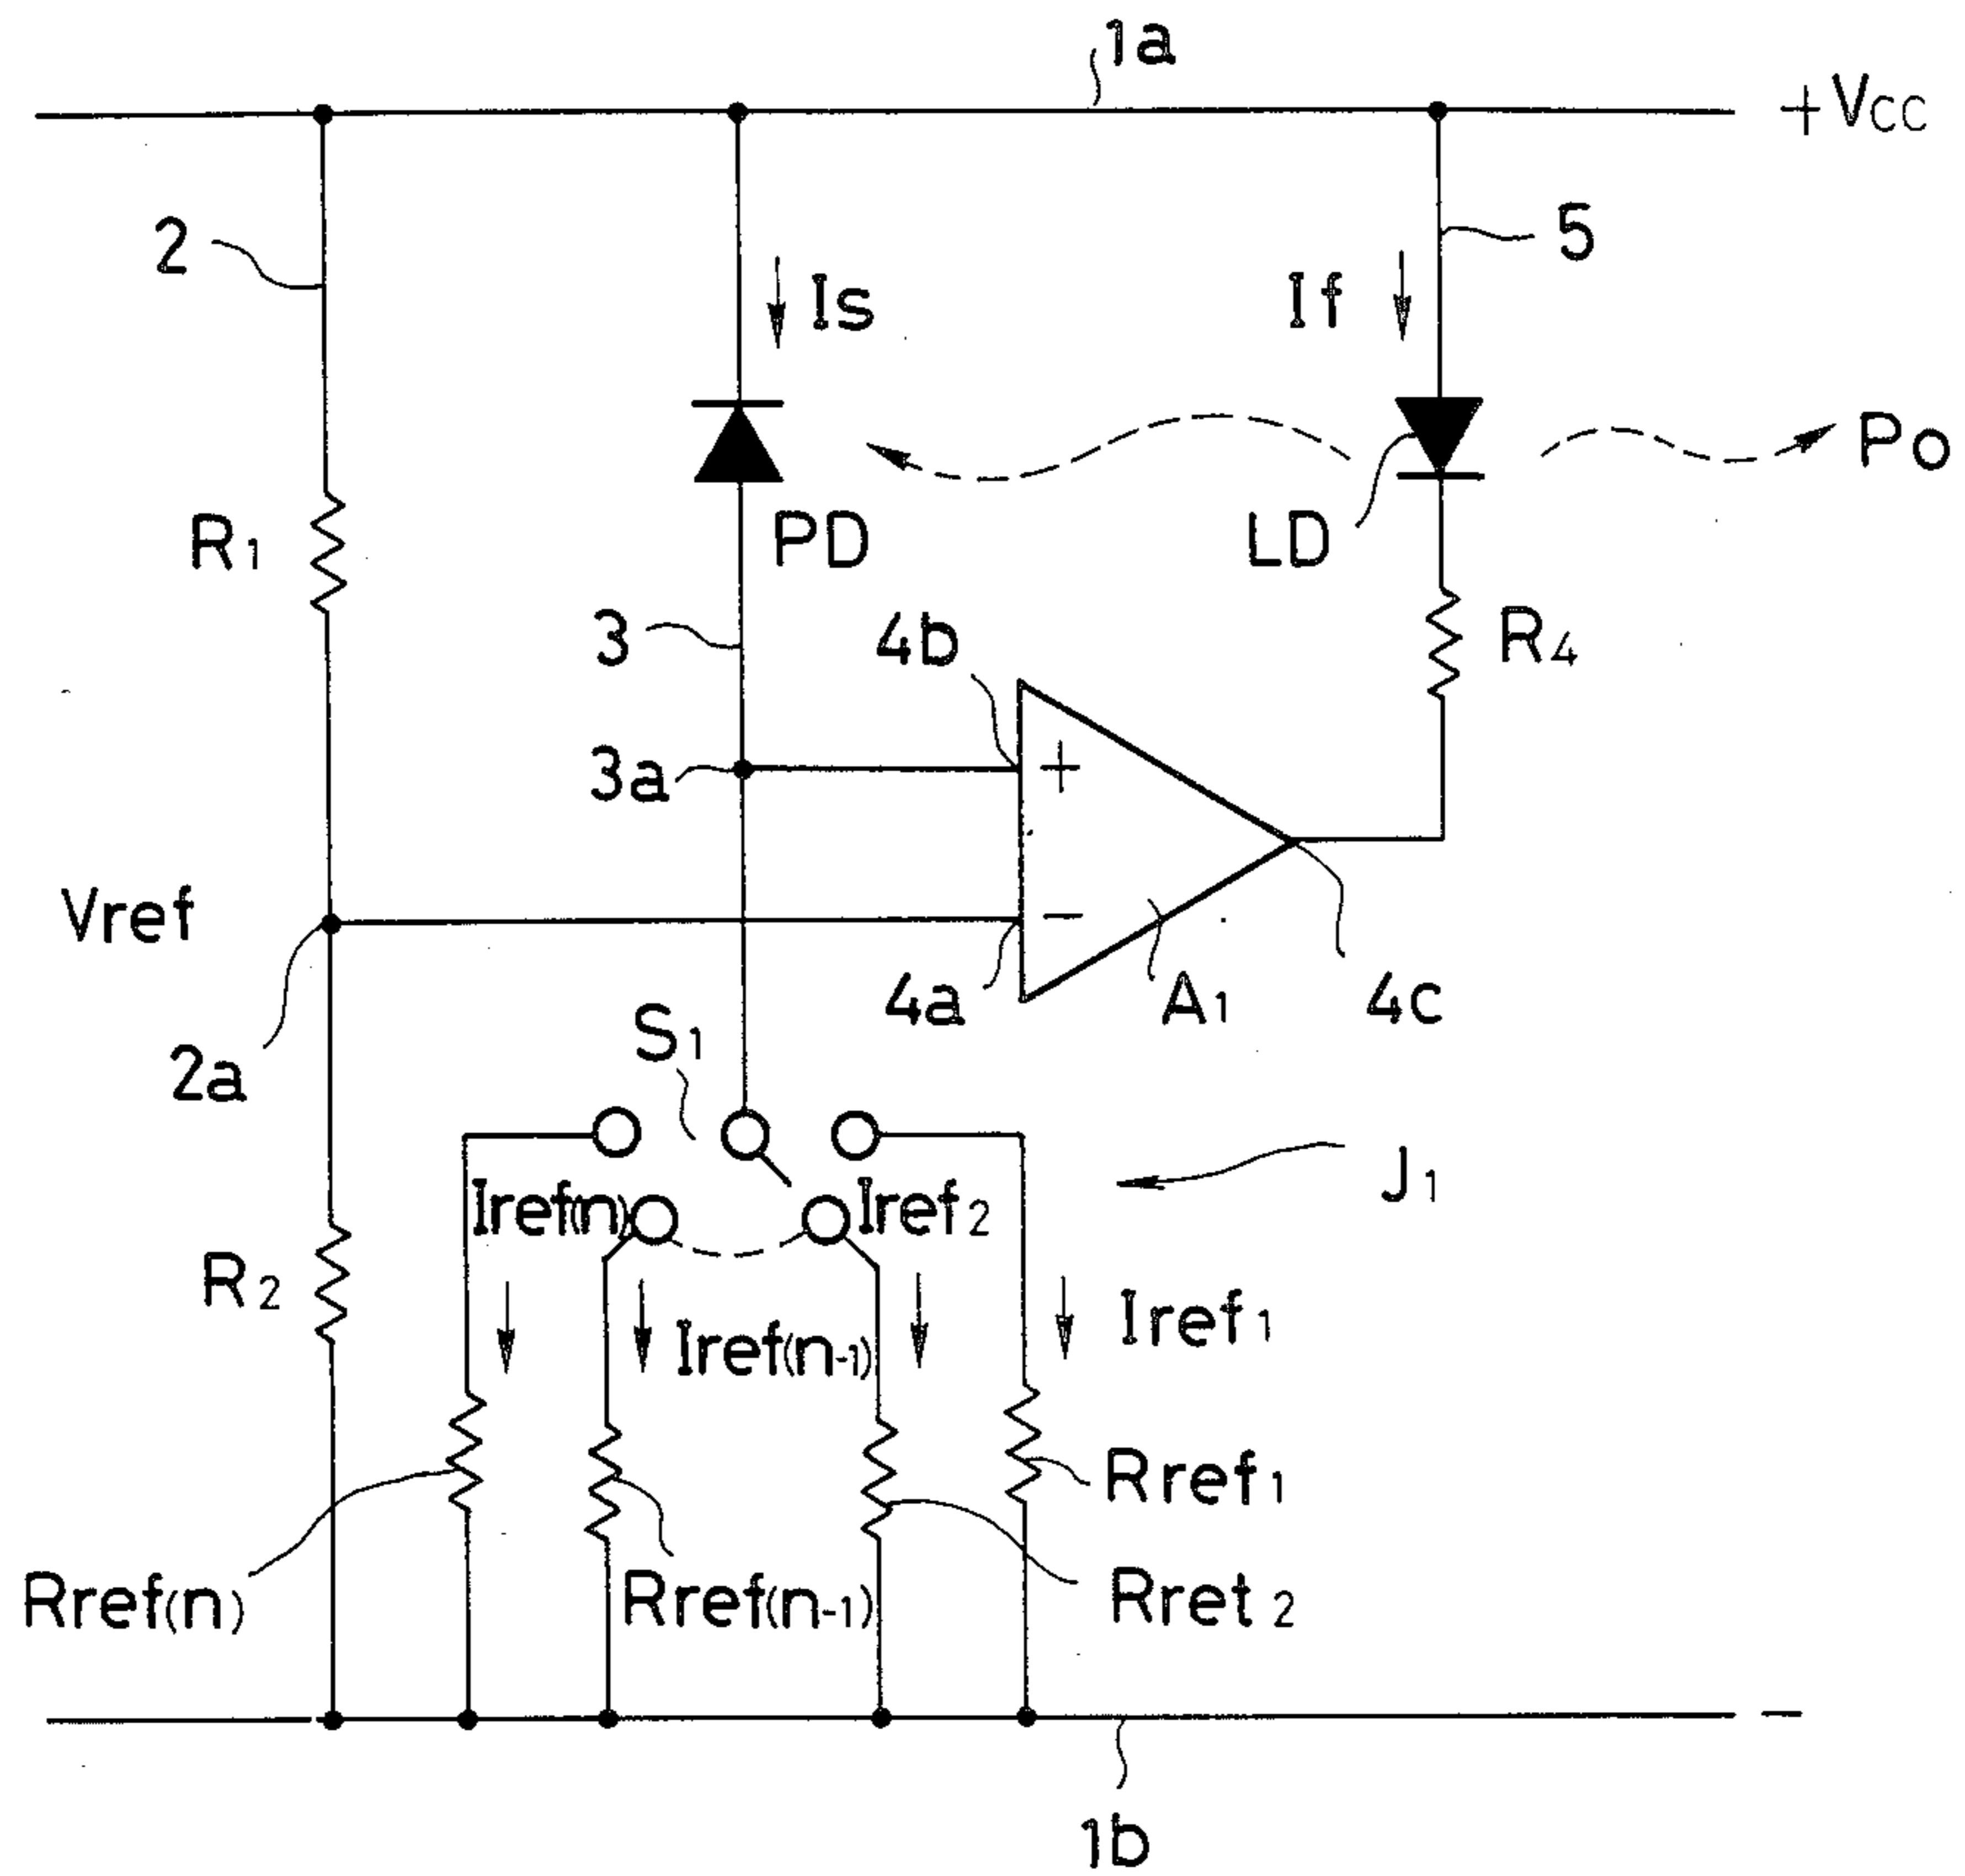 1a
+Vcc
2
5
Is
If
Po
R1
PD
LD
3
4b
R4
3a
+
Vref
−
4a
A1
4c
S1
2a
J1
Iref(n)
Iref2
R2
Iref1
Iref(n-1)
Rref1
Rref(n)
Rref(n-1)
Rret2
−
1b